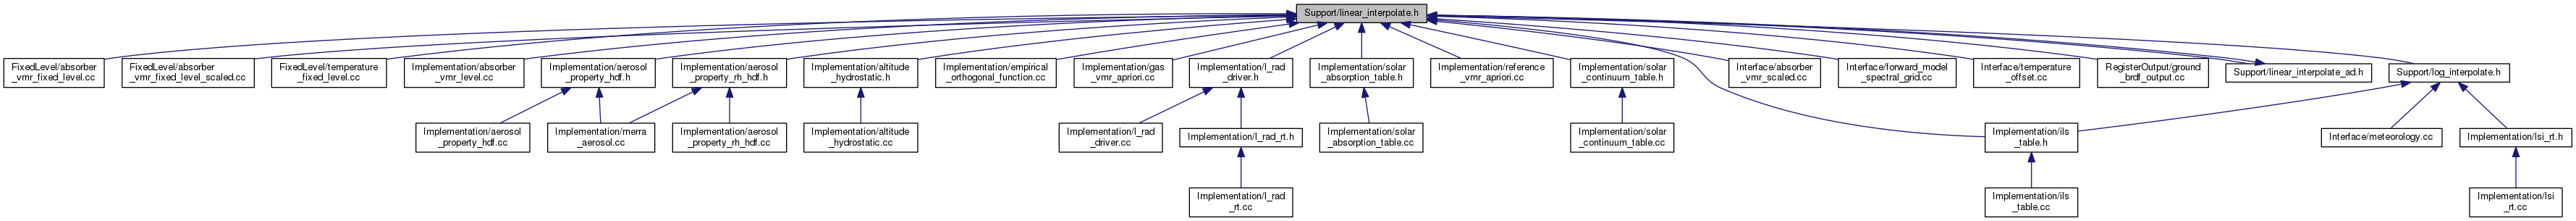 Support/linear_interpolate.h
FixedLevel/absorber
_vmr_fixed_level.cc
FixedLevel/absorber
_vmr_fixed_level_scaled.cc
FixedLevel/temperature
_fixed_level.cc
Implementation/absorber
_vmr_level.cc
Implementation/aerosol
_property_hdf.h
Implementation/aerosol
_property_rh_hdf.h
Implementation/altitude
_hydrostatic.h
Implementation/empirical
_orthogonal_function.cc
Implementation/gas
_vmr_apriori.cc
Implementation/l_rad
_driver.h
Implementation/solar
_absorption_table.h
Implementation/reference
_vmr_apriori.cc
Implementation/solar
_continuum_table.h
Interface/absorber
_vmr_scaled.cc
Interface/forward_model
_spectral_grid.cc
Interface/temperature
_offset.cc
RegisterOutput/ground
_brdf_output.cc
Support/linear_interpolate_ad.h
Support/log_interpolate.h
Implementation/aerosol
_property_hdf.cc
Implementation/merra
_aerosol.cc
Implementation/aerosol
_property_rh_hdf.cc
Implementation/altitude
_hydrostatic.cc
Implementation/l_rad
_driver.cc
Implementation/l_rad_rt.h
Implementation/solar
_absorption_table.cc
Implementation/solar
_continuum_table.cc
Implementation/ils
_table.h
Interface/meteorology.cc
Implementation/lsi_rt.h
Implementation/l_rad
_rt.cc
Implementation/ils
_table.cc
Implementation/lsi
_rt.cc